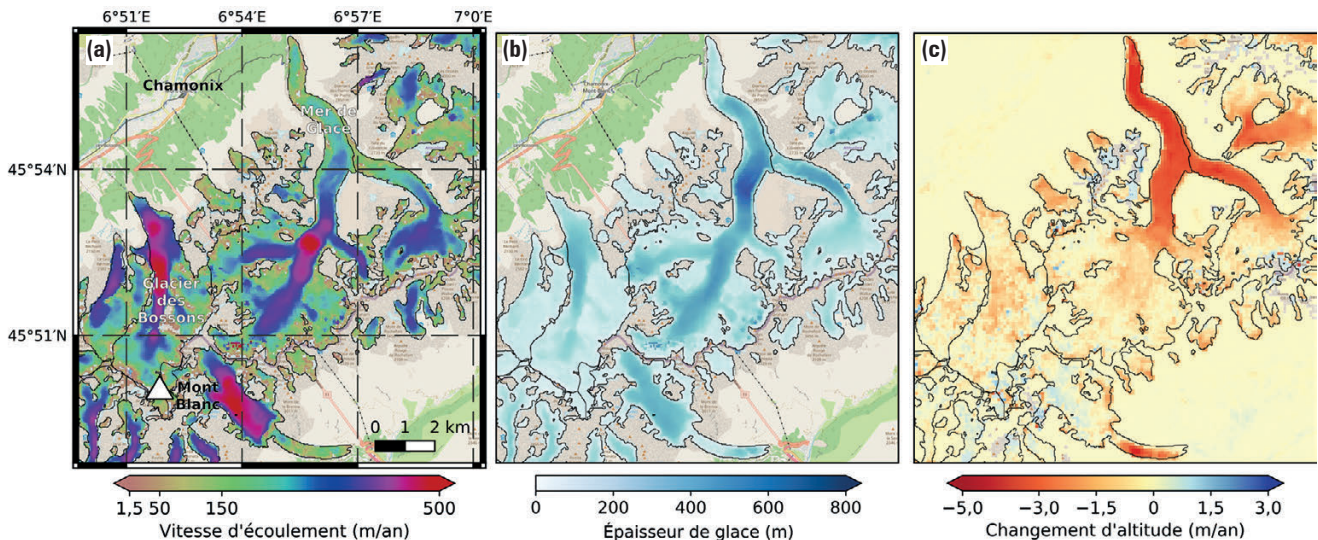 6°51'E 6°54'E 6°57'E 7°0'E
(a) (b) (c)
Chamonix
Mer de
Glace
45°54'N
Glacier
des
Bossons
45°51'N
Mont
Blanc
0 1 2 km
1,5 50 150 500
Vitesse d'écoulement (m/an)
0 200 400 600 800
Épaisseur de glace (m)
−5,0 −3,0 −1,5 0 1,5 3,0
Changement d'altitude (m/an)